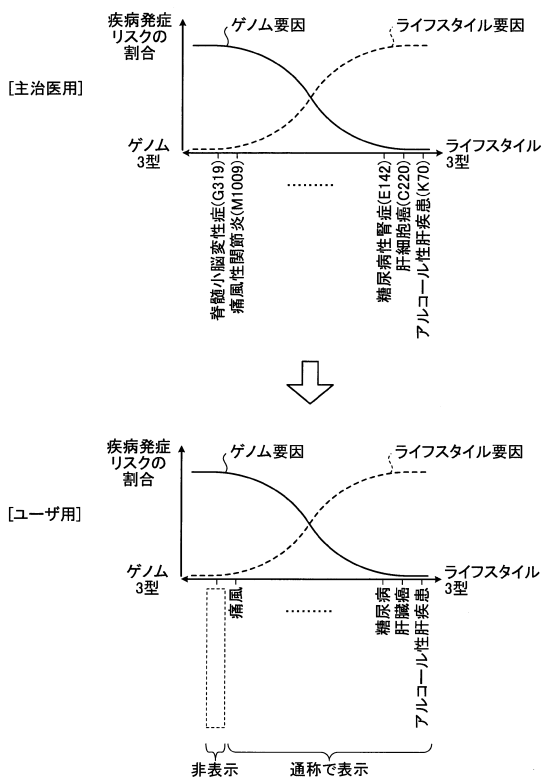 疾病発症
リスクの
割合
ゲノム要因
ライフスタイル要因
[主治医用]
ゲノム
3型
ライフスタイル
3型
脊髄小脳変性症(G319)
痛風性関節炎(M1009)
………
糖尿病性腎症(E142)
肝細胞癌(C220)
アルコール性肝疾患(K70)
疾病発症
リスクの
割合
ゲノム要因
ライフスタイル要因
[ユーザ用]
ゲノム
3型
ライフスタイル
3型
痛風
………
糖尿病
肝臓癌
アルコール性肝疾患
非表示
通称で表示